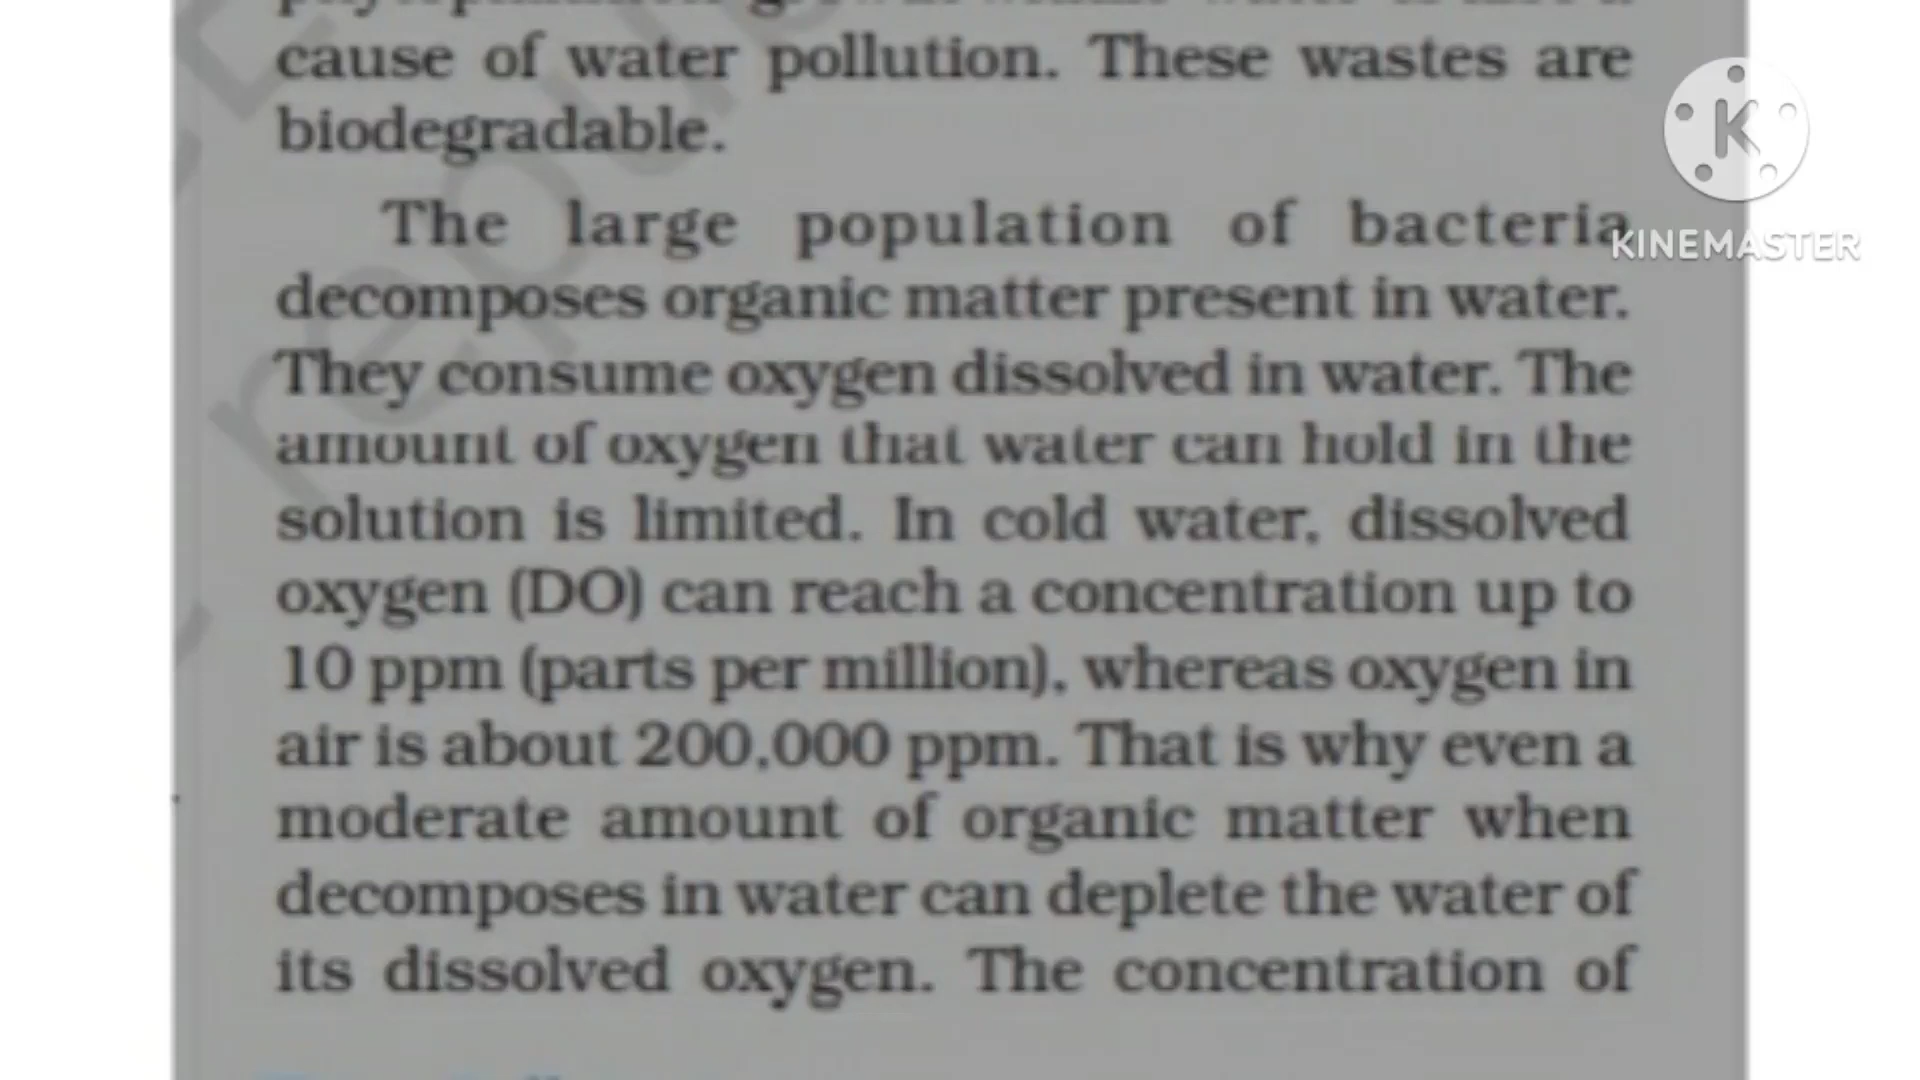 cause of water pollution. These wastes are
biodegradable.
The large population of bacteria
decomposes organic matter present in water.
They consume oxygen dissolved in water. The
amount of oxygen that water can hold in the
solution is limited. In cold water, dissolved
oxygen (DO) can reach a concentration up to
10 ppm (parts per million), whereas oxygen in
air is about 200,000 ppm. That is why even a
moderate amount of organic matter when
decomposes in water can deplete the water of
its dissolved oxygen. The concentration of
K
KINEMASTER